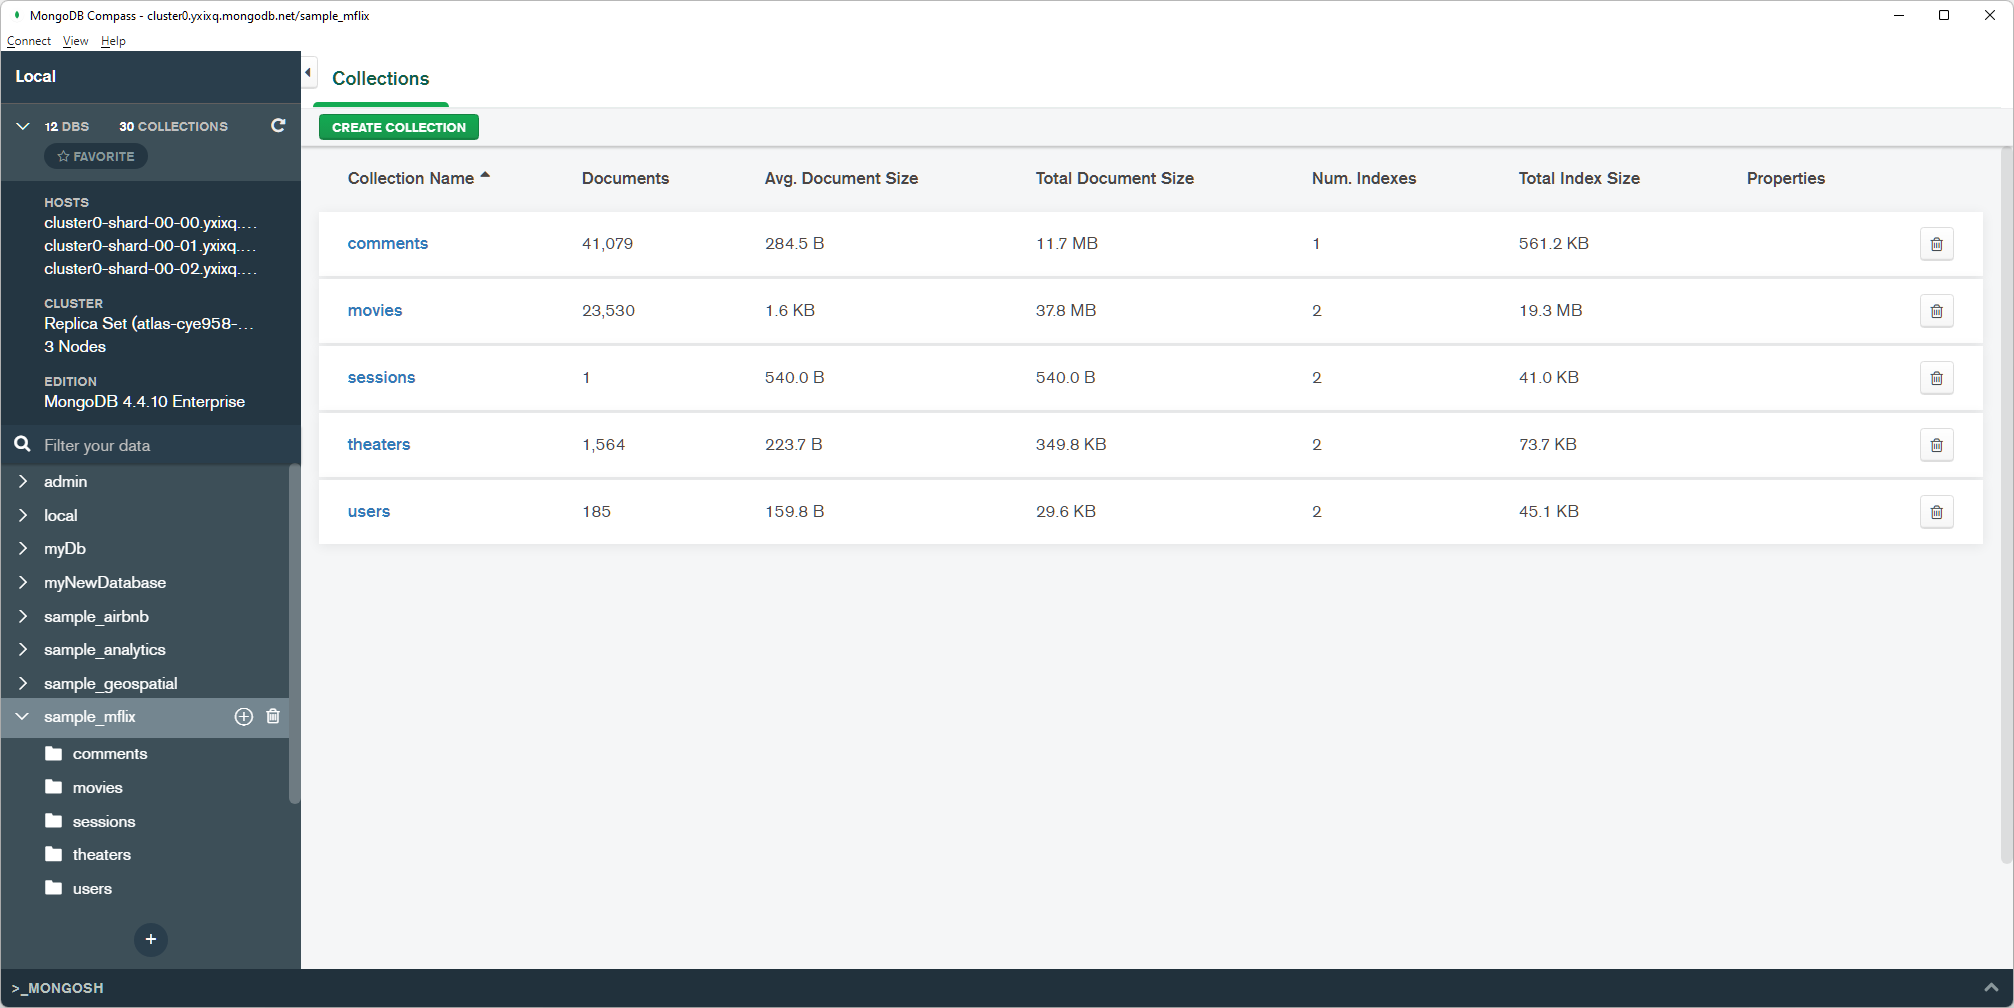 MongoDB Compass - cluster0.yxixq.mongodb.net/sample_mflix
Connect View Help
Local
12 DBS 30 COLLECTIONS
FAVORITE
HOSTS
cluster0-shard-00-00.yxixq....
cluster0-shard-00-01.yxixq....
cluster0-shard-00-02.yxixq....
CLUSTER
Replica Set (atlas-cye958-...
3 Nodes
EDITION
MongoDB 4.4.10 Enterprise
Filter your data
admin
local
myDb
myNewDatabase
sample_airbnb
sample_analytics
sample_geospatial
sample_mflix
comments
movies
sessions
theaters
users
Collections
CREATE COLLECTION
Collection Name Documents Avg. Document Size Total Document Size Num. Indexes Total Index Size Properties
comments 41,079 284.5 B 11.7 MB 1 561.2 KB
movies 23,530 1.6 KB 37.8 MB 2 19.3 MB
sessions 1 540.0 B 540.0 B 2 41.0 KB
theaters 1,564 223.7 B 349.8 KB 2 73.7 KB
users 185 159.8 B 29.6 KB 2 45.1 KB
>_MONGOSH